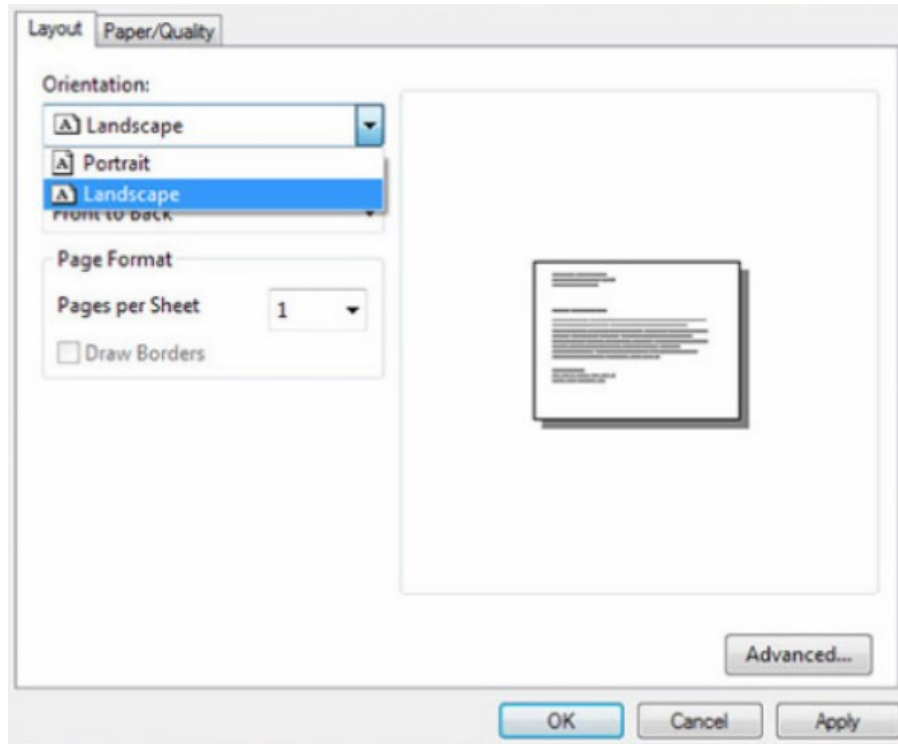 Layout Paper/Quality
Orientation:
Landscape
Portrait
Landscape
Front to Back
Page Format
Pages per Sheet 1
Draw Borders
Advanced...
OK Cancel Apply